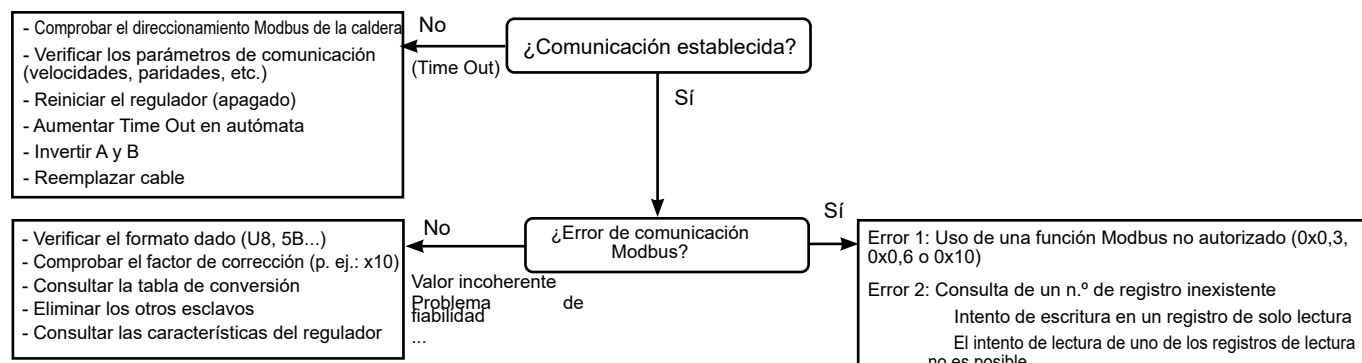 - Comprobar el direccionamiento Modbus de la caldera
- Verificar los parámetros de comunicación
(velocidades, paridades, etc.)
- Reiniciar el regulador (apagado)
- Aumentar Time Out en autómata
- Invertir A y B
- Reemplazar cable
No
(Time Out)
¿Comunicación establecida?
Sí
- Verificar el formato dado (U8, 5B...)
- Comprobar el factor de corrección (p. ej.: x10)
- Consultar la tabla de conversión
- Eliminar los otros esclavos
- Consultar las características del regulador
No
Valor incoherente
Problema de
fiabilidad
...
¿Error de comunicación
Modbus?
Sí
Error 1: Uso de una función Modbus no autorizado (0x0,3,
0x0,6 o 0x10)
Error 2: Consulta de un n.º de registro inexistente
Intento de escritura en un registro de solo lectura
El intento de lectura de uno de los registros de lectura
no es posible